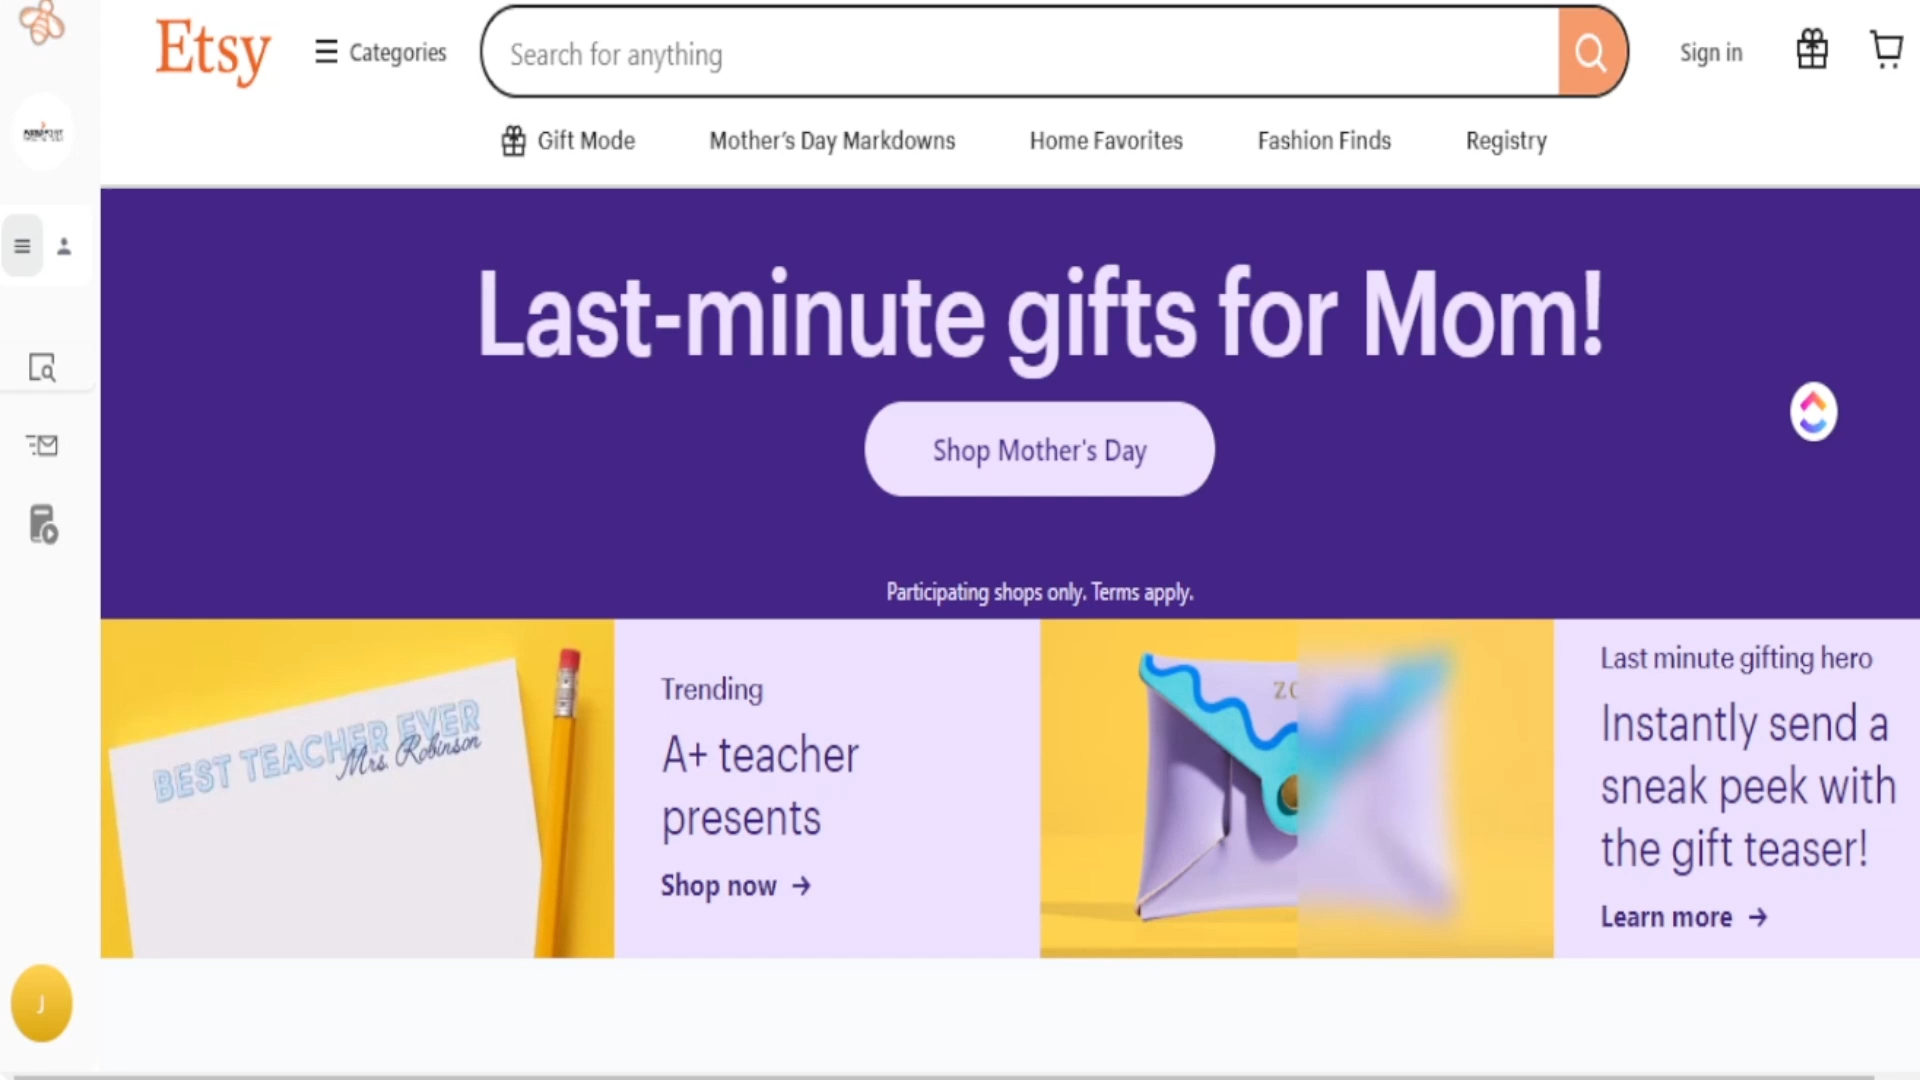 Etsy
Categories
Search for anything
Sign in
Gift Mode
Mother's Day Markdowns
Home Favorites
Fashion Finds
Registry
Last-minute gifts for Mom!
Shop Mother's Day
Participating shops only. Terms apply.
BEST TEACHER EVER
Mrs. Robinson
Trending
A+ teacher
presents
Shop now →
Last minute gifting hero
Instantly send a
sneak peek with
the gift teaser!
Learn more →
J